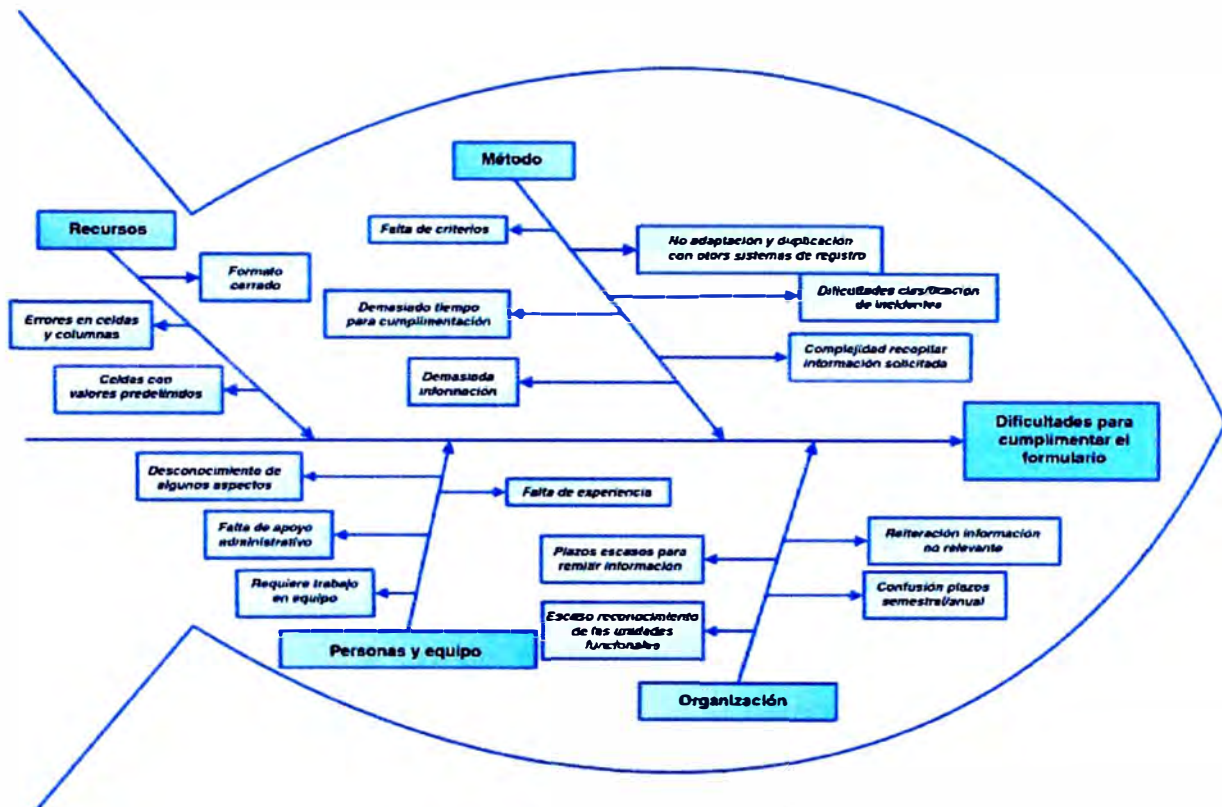 Método
Recursos
Falta de criterios
No adaptación y duplicación
con otors sistemas de registro
Formato
cerrado
Dificultades clasificación
de incidentes
Demasiado tiempo
para cumplimentación
Errores en celdas
y columnas
Complejidad recopilar
información solicitada
Demasiada
información
Celdas con
valores predefinidos
Dificultades para
cumplimentar el
formulario
Desconocimiento de
algunos aspectos
Falta de experiencia
Falta de apoyo
administrativo
Reiteración información
no relevante
Plazos escasos para
remitir información
Requiere trabajo
en equipo
Confusión plazos
semestral/anual
Escaso reconocimiento
de las unidades
funcionales
Personas y equipo
Organización